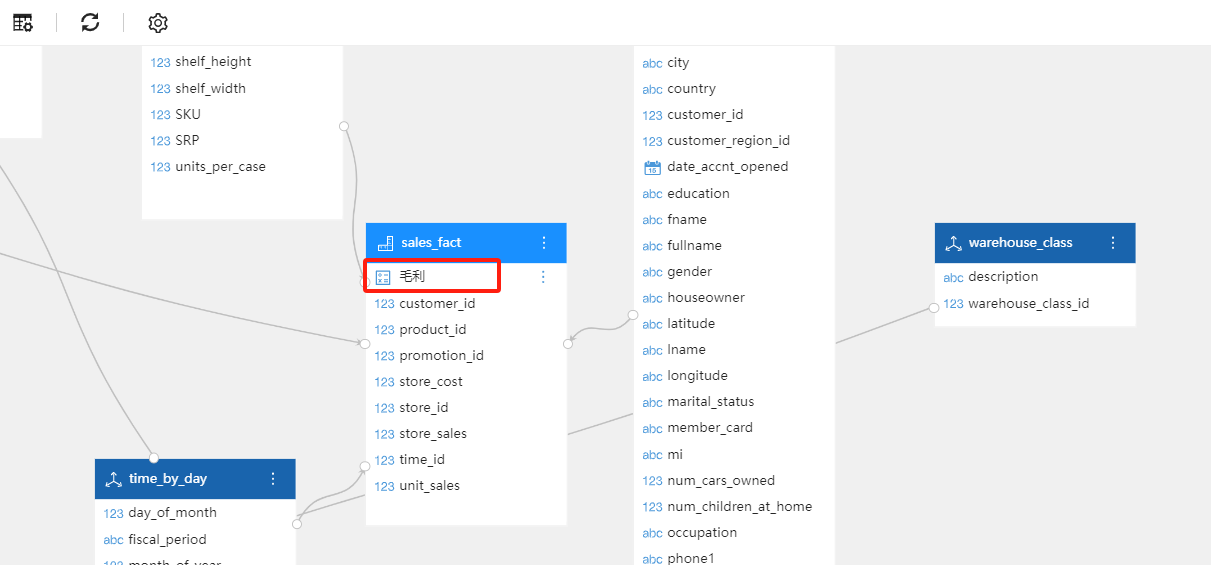 123 shelf_height
123 shelf_width
123 SKU
123 SRP
123 units_per_case
sales_fact
毛利
123 customer_id
123 product_id
123 promotion_id
123 store_cost
123 store_id
123 store_sales
123 time_id
123 unit_sales
time_by_day
123 day_of_month
abc fiscal_period
123 month_of_year
abc city
abc country
123 customer_id
123 customer_region_id
15 date_accnt_opened
abc education
abc fname
abc fullname
abc gender
abc houseowner
abc latitude
abc lname
abc longitude
abc marital_status
abc member_card
abc mi
123 num_cars_owned
123 num_children_at_home
abc occupation
abc phone1
warehouse_class
abc description
123 warehouse_class_id